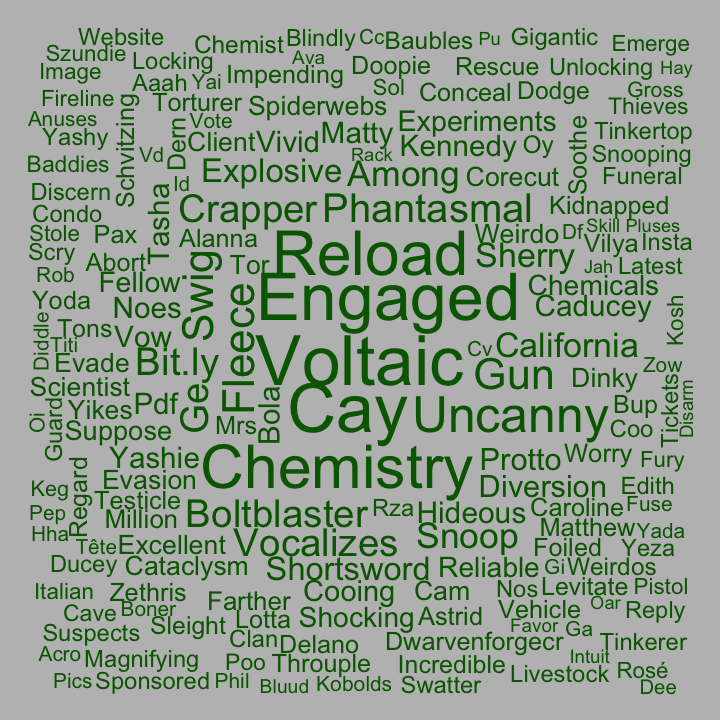 Website
Szundie
Image
Locking
Chemist
Blindly
Cc
Baubles
Pu
Gigantic
Emerge
Ava
Aaah
Yai
Impending
Doopie
Rescue
Unlocking
Hay
Fireline
Torturer
Spiderwebs
Sol
Conceal
Dodge
Gross
Thieves
Anuses
Schvitzing
Vote
Yashy
Dern
Client
Vivid
Matty
Experiments
Kennedy
Oy
Soothe
Tinkertop
Snooping
Baddies
Vd
Id
Explosive
Rack
Among
Corecut
Funeral
Discern
Condo
Tasha
Crapper
Phantasmal
Kidnapped
Stole
Pax
Alanna
Reload
Weirdo
Df
Skill
Pluses
Scry
Abort
Tor
Sherry
Vilya
Insta
Rob
Fellow
Swig
Jah
Latest
Yoda
Noes
Fleece
Engaged
Chemicals
Caducey
Kosh
Diddle
Tons
Titi
Vow
Evade
Bit.ly
Voltaic
Cv
California
Zow
Scientist
Ge
Gun
Dinky
Tickets
Disarm
Oi
Guard
Yikes
Pdf
Mrs
Bola
Cay
Uncanny
Bup
Coo
Suppose
Yashie
Chemistry
Protto
Worry
Fury
Keg
Regard
Evasion
Diversion
Edith
Pep
Testicle
Million
Boltblaster
Rza
Hideous
Caroline
Fuse
Hha
Tête
Excellent
Vocalizes
Snoop
Matthew
Yada
Foiled
Yeza
Ducey
Cataclysm
Shortsword
Reliable
Gi
Weirdos
Italian
Zethris
Farther
Cooing
Cam
Nos
Levitate
Pistol
Cave
Boner
Lotta
Shocking
Astrid
Vehicle
Oar
Reply
Suspects
Sleight
Clan
Delano
Dwarvenforgecr
Favor
Ga
Tinkerer
Acro
Magnifying
Poo
Throuple
Incredible
Intuit
Livestock
Rosé
Pics
Sponsored
Phil
Bluud
Kobolds
Swatter
Dee